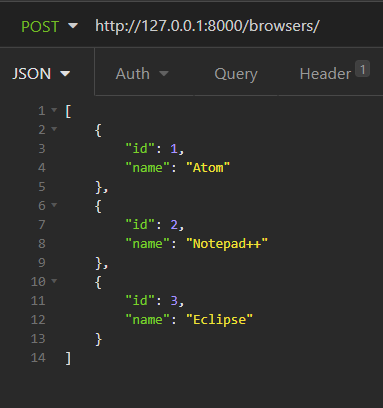 POST http://127.0.0.1:8000/browsers/
JSON Auth Query Header 1
1 [
2 {
3 "id": 1,
4 "name": "Atom"
5 },
6 {
7 "id": 2,
8 "name": "Notepad++"
9 },
10 {
11 "id": 3,
12 "name": "Eclipse"
13 }
14 ]